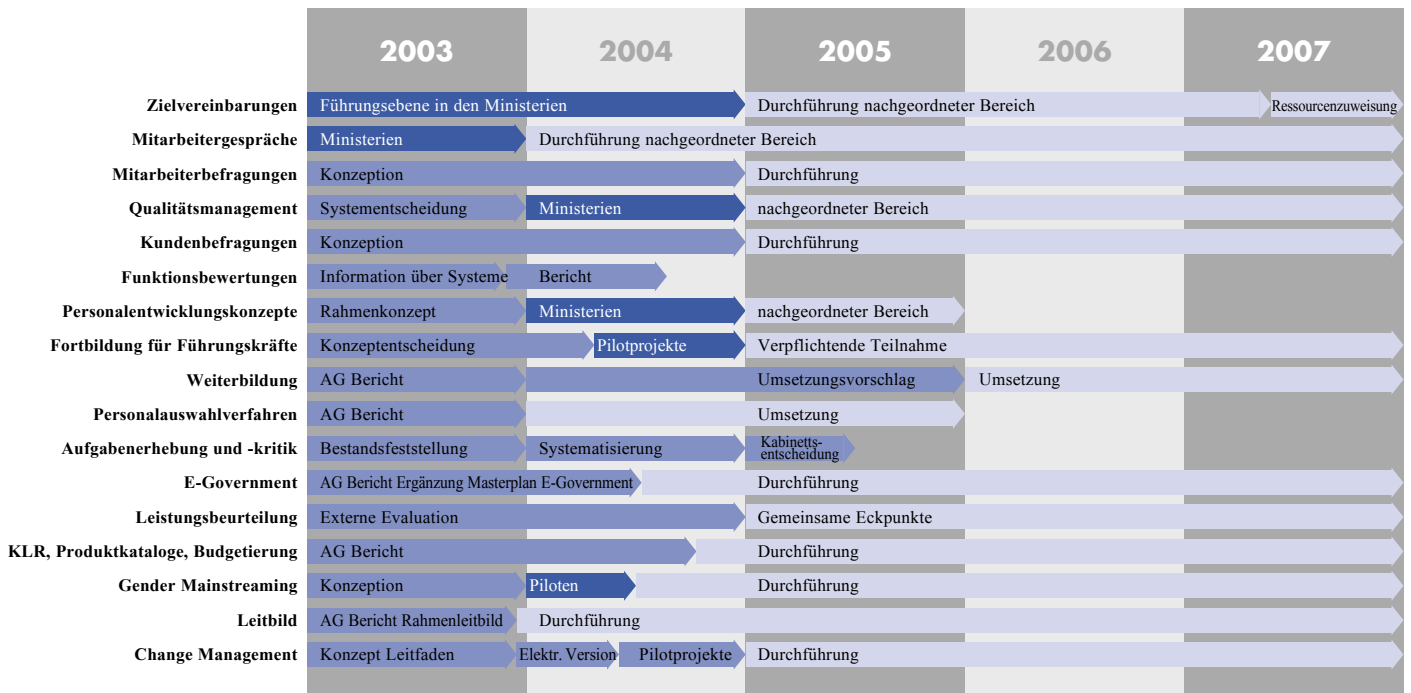 2003 2004 2005 2006 2007
Zielvereinbarungen Führungsebene in den Ministerien Durchführung nachgeordneter Bereich Ressourcenzuweisung
Mitarbeitergespräche Ministerien Durchführung nachgeordneter Bereich
Mitarbeiterbefragungen Konzeption Durchführung
Qualitätsmanagement Systementscheidung Ministerien nachgeordneter Bereich
Kundenbefragungen Konzeption Durchführung
Funktionsbewertungen Information über Systeme Bericht
Personalentwicklungskonzepte Rahmenkonzept Ministerien nachgeordneter Bereich
Fortbildung für Führungskräfte Konzeptentscheidung Pilotprojekte Verpflichtende Teilnahme
Weiterbildung AG Bericht Umsetzungsvorschlag Umsetzung
Personalauswahlverfahren AG Bericht Umsetzung
Aufgabenerhebung und -kritik Bestandsfeststellung Systematisierung Kabinetts-
entscheidung
E-Government AG Bericht Ergänzung Masterplan E-Government Durchführung
Leistungsbeurteilung Externe Evaluation Gemeinsame Eckpunkte
KLR, Produktkataloge, Budgetierung AG Bericht Durchführung
Gender Mainstreaming Konzeption Piloten Durchführung
Leitbild AG Bericht Rahmenleitbild Durchführung
Change Management Konzept Leitfaden Elektr. Version Pilotprojekte Durchführung